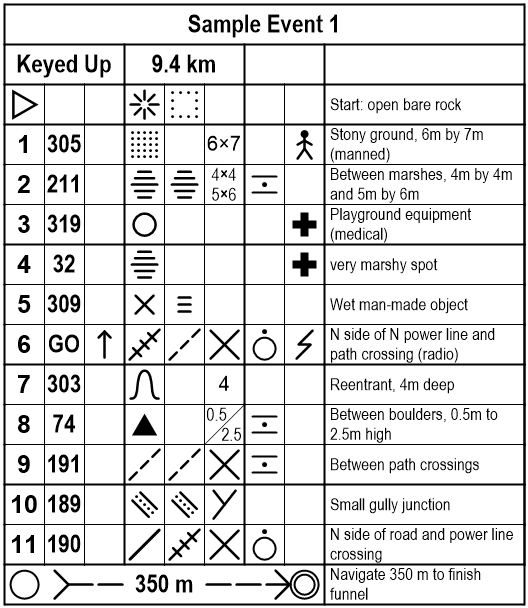 Sample Event 1
Keyed Up 9.4 km
Start: open bare rock
1 305 6×7 Stony ground, 6m by 7m
(manned)
2 211 4×4 Between marshes, 4m by 4m
5×6 and 5m by 6m
3 319 Playground equipment
(medical)
4 32 very marshy spot
5 309 Wet man-made object
6 GO N side of N power line and
path crossing (radio)
7 303 4 Reentrant, 4m deep
8 74 0.5/2.5 Between boulders, 0.5m to
2.5m high
9 191 Between path crossings
10 189 Small gully junction
11 190 N side of road and power line
crossing
350 m Navigate 350 m to finish
funnel